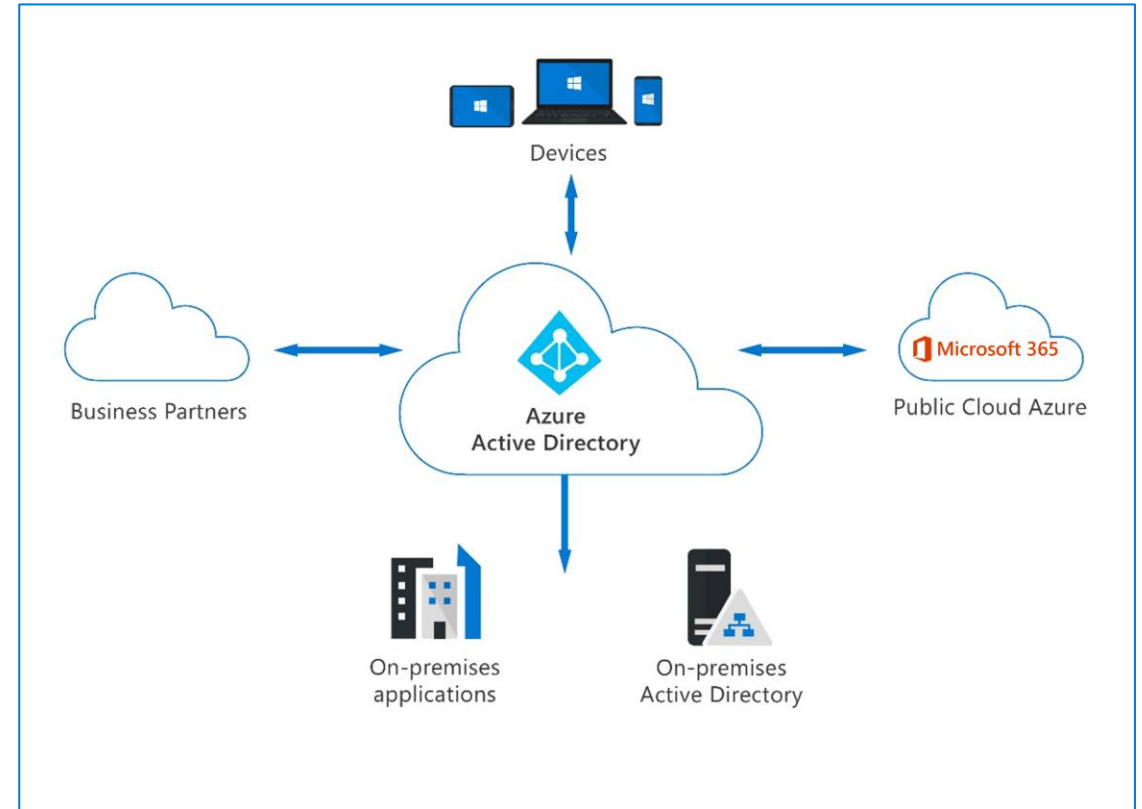 Devices
Business Partners
Azure
Active Directory
Microsoft 365
Public Cloud Azure
On-premises
applications
On-premises
Active Directory